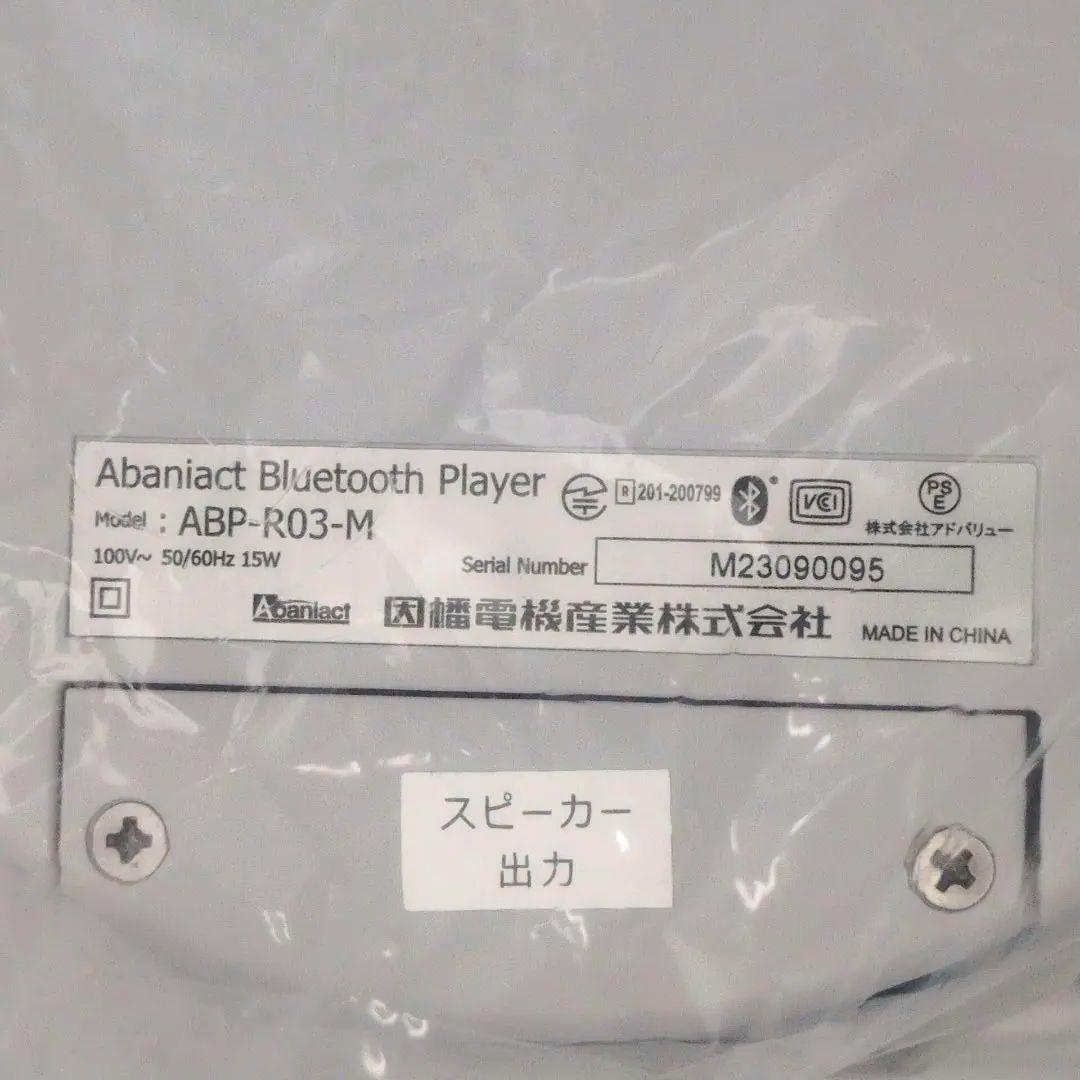 Abaniact Bluetooth Player
Model : ABP-R03-M
100V~ 50/60Hz 15W
R 201-200799
VCI
PS
E
株式会社アドバリュー
Serial Number M23090095
Abaniact 因幡電機産業株式会社 MADE IN CHINA
スピーカー
出力